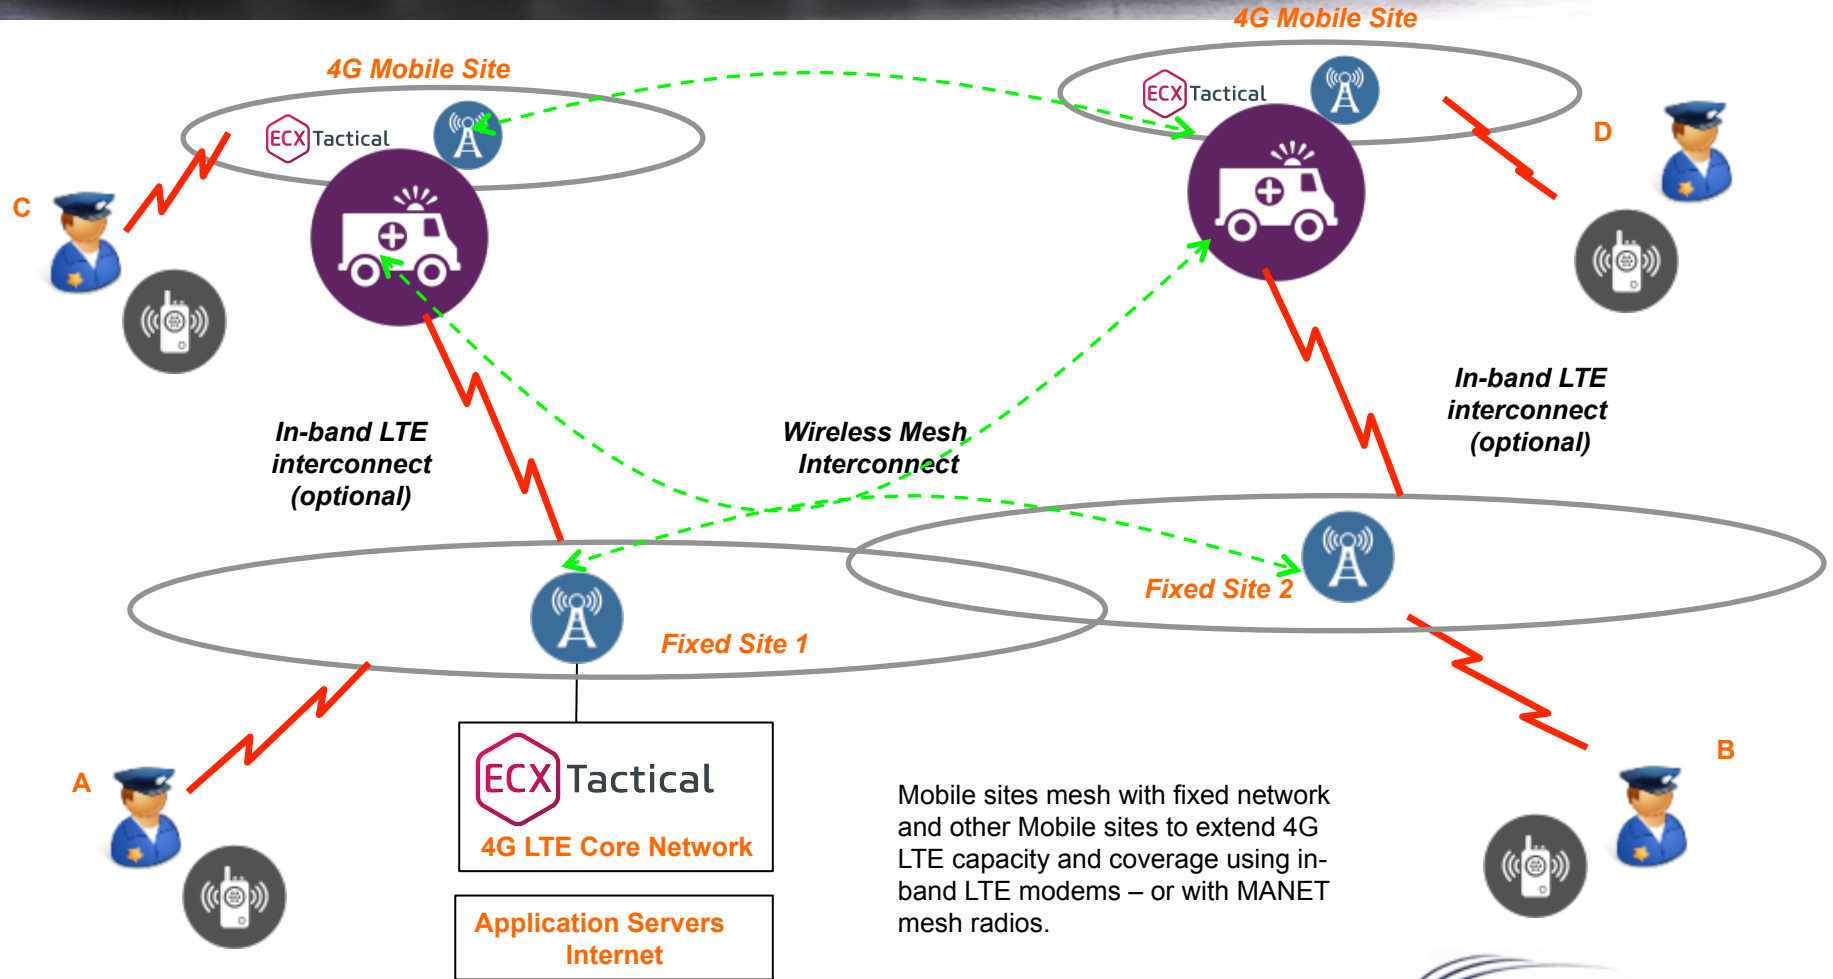 4G Mobile Site
4G Mobile Site
ECX Tactical
ECX Tactical
C
D
In-band LTE
interconnect
(optional)
Wireless Mesh
Interconnect
In-band LTE
interconnect
(optional)
Fixed Site 1
Fixed Site 2
A
B
ECX Tactical
4G LTE Core Network
Application Servers
Internet
Mobile sites mesh with fixed network
and other Mobile sites to extend 4G
LTE capacity and coverage using in-
band LTE modems – or with MANET
mesh radios.